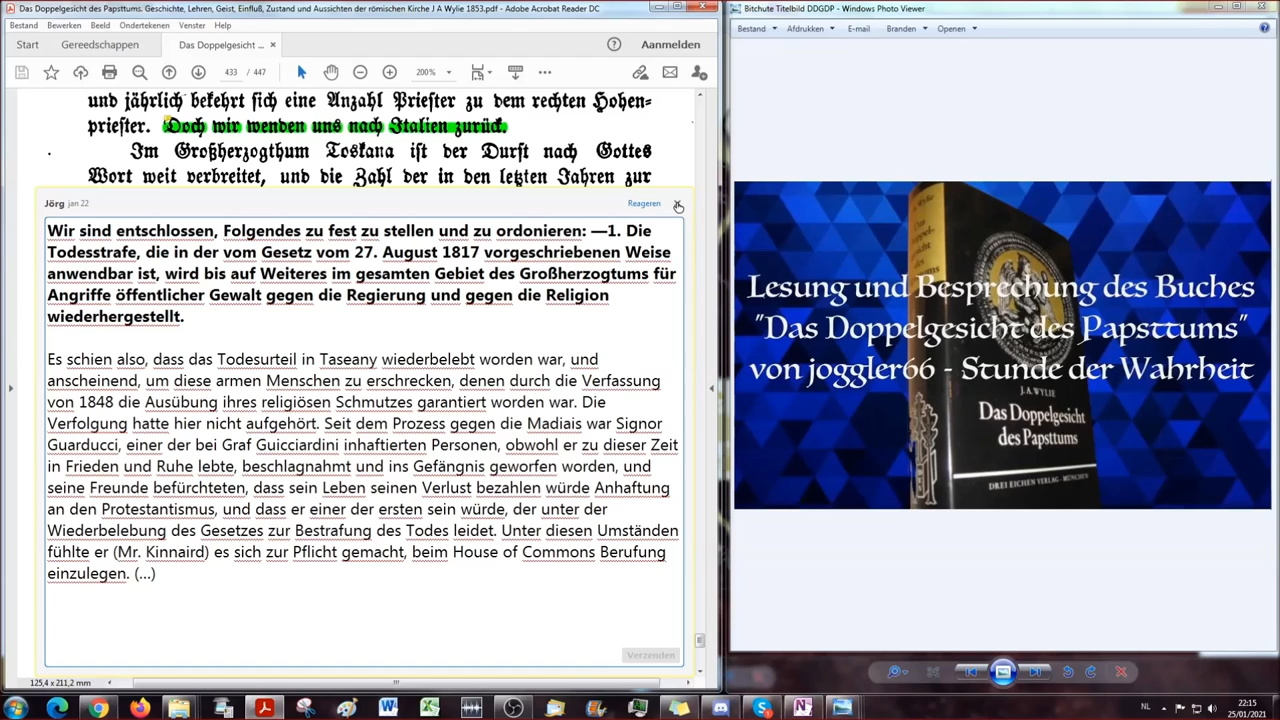 Das Doppelgesicht des Papsttums. Geschichte, Lehren, Geist, Einfluß, Zustand und Aussichten der römischen Kirche J A Wylie 1853.pdf - Adobe Acrobat Reader DC
Bestand Bewerken Beeld Ondertekenen Venster Help
Start Gereedschappen Das Doppelgesicht ... × Anmelden
433 / 447 200%
und jährlich bekehrt sich eine Anzahl Priester zu dem rechten Hohen-
priester. Doch wir wenden uns nach Italien zurück.
Im Großherzogthum Toskana ist der Durst nach Gottes
Wort weit verbreitet, und die Zahl der in den letzten Jahren zur
Jörg jan 22 Reageren
Wir sind entschlossen, Folgendes zu fest zu stellen und zu ordonieren: —1. Die
Todesstrafe, die in der vom Gesetz vom 27. August 1817 vorgeschriebenen Weise
anwendbar ist, wird bis auf Weiteres im gesamten Gebiet des Großherzogtums für
Angriffe öffentlicher Gewalt gegen die Regierung und gegen die Religion
wiederhergestellt.
Es schien also, dass das Todesurteil in Taseany wiederbelebt worden war, und
anscheinend, um diese armen Menschen zu erschrecken, denen durch die Verfassung
von 1848 die Ausübung ihres religiösen Schmutzes garantiert worden war. Die
Verfolgung hatte hier nicht aufgehört. Seit dem Prozess gegen die Madiais war Signor
Guarducci, einer der bei Graf Guicciardini inhaftierten Personen, obwohl er zu dieser Zeit
in Frieden und Ruhe lebte, beschlagnahmt und ins Gefängnis geworfen worden, und
seine Freunde befürchteten, dass sein Leben seinen Verlust bezahlen würde Anhaftung
an den Protestantismus, und dass er einer der ersten sein würde, der unter der
Wiederbelebung des Gesetzes zur Bestrafung des Todes leidet. Unter diesen Umständen
fühlte er (Mr. Kinnaird) es sich zur Pflicht gemacht, beim House of Commons Berufung
einzulegen. (...)
Verzenden
125,4 x 211,2 mm
Bitchute Titelbild DDGDP - Windows Photo Viewer
Bestand Afdrukken E-mail Branden Openen
Lesung und Besprechung des Buches
"Das Doppelgesicht des Papsttums"
von joggler66 - Stunde der Wahrheit
J.A.WYLIE
Das Doppelgesicht
des Papsttums
DREI EICHEN VERLAG · MÜNCHEN
NL 22:15
25/01/2021